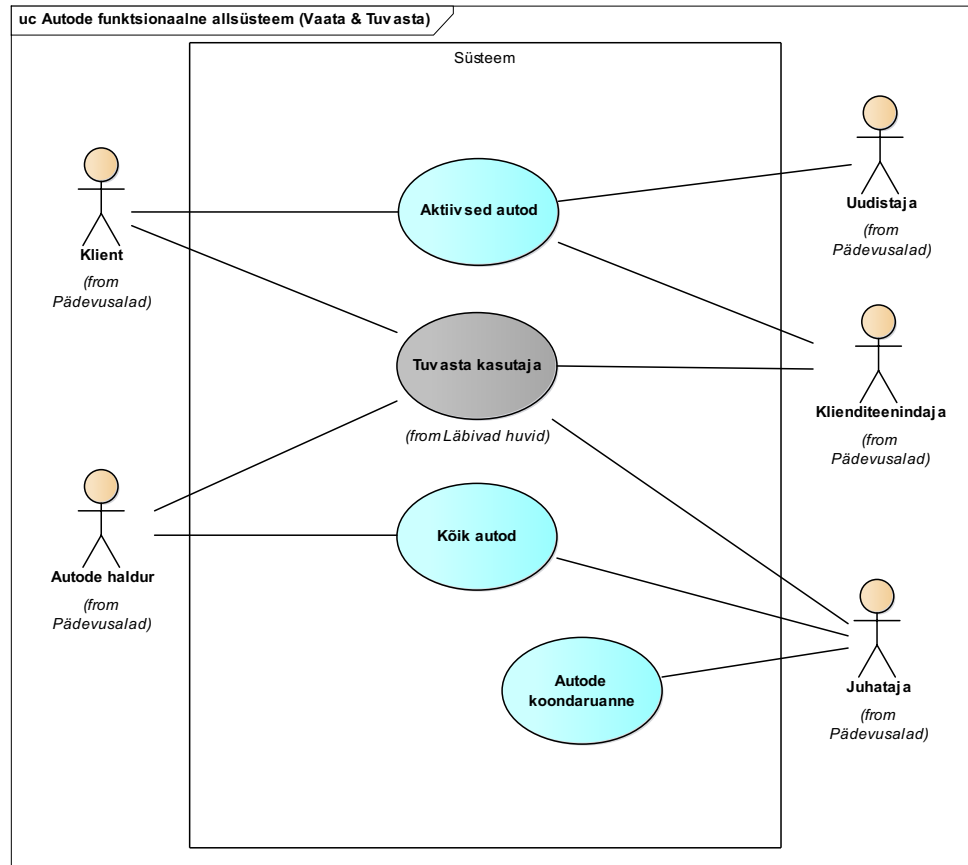 uc Autode funktsionaalne allsüsteem (Vaata & Tuvasta)
Süsteem
Klient
(from
Pädevusalad)
Aktiivsed autod
Uudistaja
(from
Pädevusalad)
Tuvasta kasutaja
(from Läbivad huvid)
Klienditeenindaja
(from
Pädevusalad)
Autode haldur
(from
Pädevusalad)
Kõik autod
Autode
koondaruanne
Juhataja
(from
Pädevusalad)